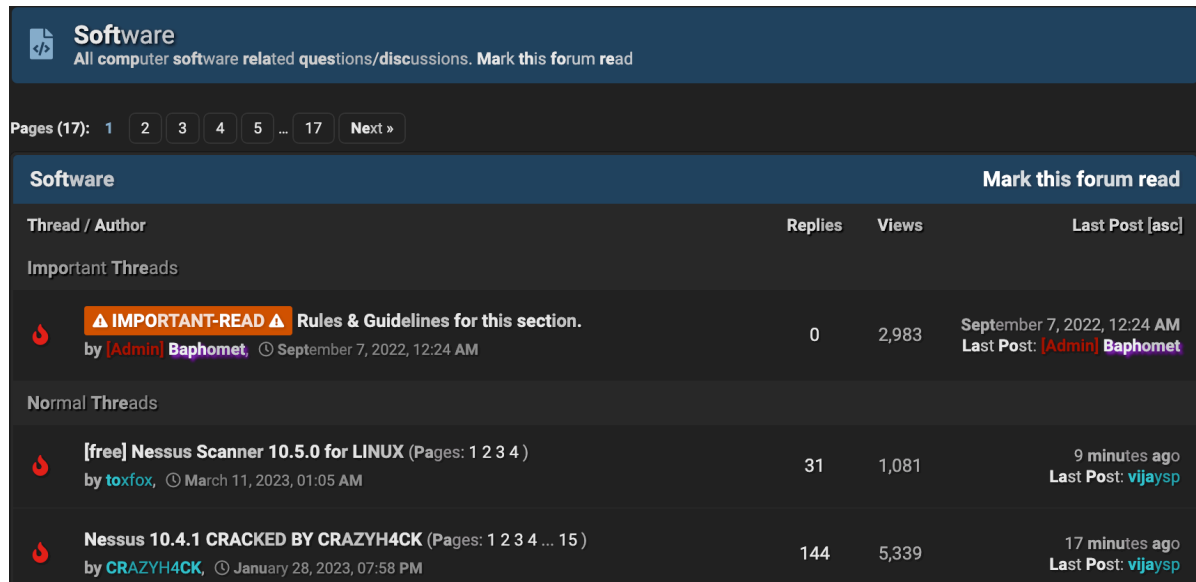 Software
All computer software related questions/discussions. Mark this forum read
Pages (17): 1 2 3 4 5 ... 17 Next »
Software Mark this forum read
Thread / Author Replies Views Last Post [asc]
Important Threads
IMPORTANT-READ Rules & Guidelines for this section.
by [Admin] Baphomet, September 7, 2022, 12:24 AM
0 2,983
September 7, 2022, 12:24 AM
Last Post: [Admin] Baphomet
Normal Threads
[free] Nessus Scanner 10.5.0 for LINUX (Pages: 1 2 3 4 )
by toxfox, March 11, 2023, 01:05 AM
31 1,081
9 minutes ago
Last Post: vijaysp
Nessus 10.4.1 CRACKED BY CRAZYH4CK (Pages: 1 2 3 4 ... 15 )
by CRAZYH4CK, January 28, 2023, 07:58 PM
144 5,339
17 minutes ago
Last Post: vijaysp